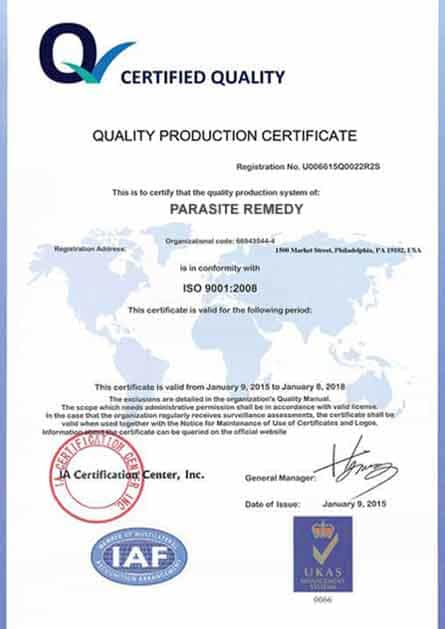 Q
CERTIFIED QUALITY
QUALITY PRODUCTION CERTIFICATE
Registration No. U006615Q0022R2S
This is to certify that the quality production system of:
PARASITE REMEDY
Organizational code: 66943544-4
Registration Address: 1500 Market Street, Philadelphia, PA 19102, USA
is in conformity with
ISO 9001:2008
This certificate is valid for the following period:
This certificate is valid from January 9, 2015 to January 8, 2018
The exclusions are detailed in the organization's Quality Manual.
The scope which needs administrative permission shall be in accordance with valid license.
In the case that the organization regularly receives surveillance assessments, the certificate shall be
valid when used together with the Notice for Maintenance of Use of Certificates and Logos.
Information about the certificate can be queried on the official website
IA CERTIFICATION CENTER INC
IA Certification Center, Inc.
General Manager:
Date of Issue: January 9, 2015
MEMBER OF MULTILATERAL
IAF
RECOGNITION ARRANGEMENT
UKAS
MANAGEMENT
SYSTEMS
0066